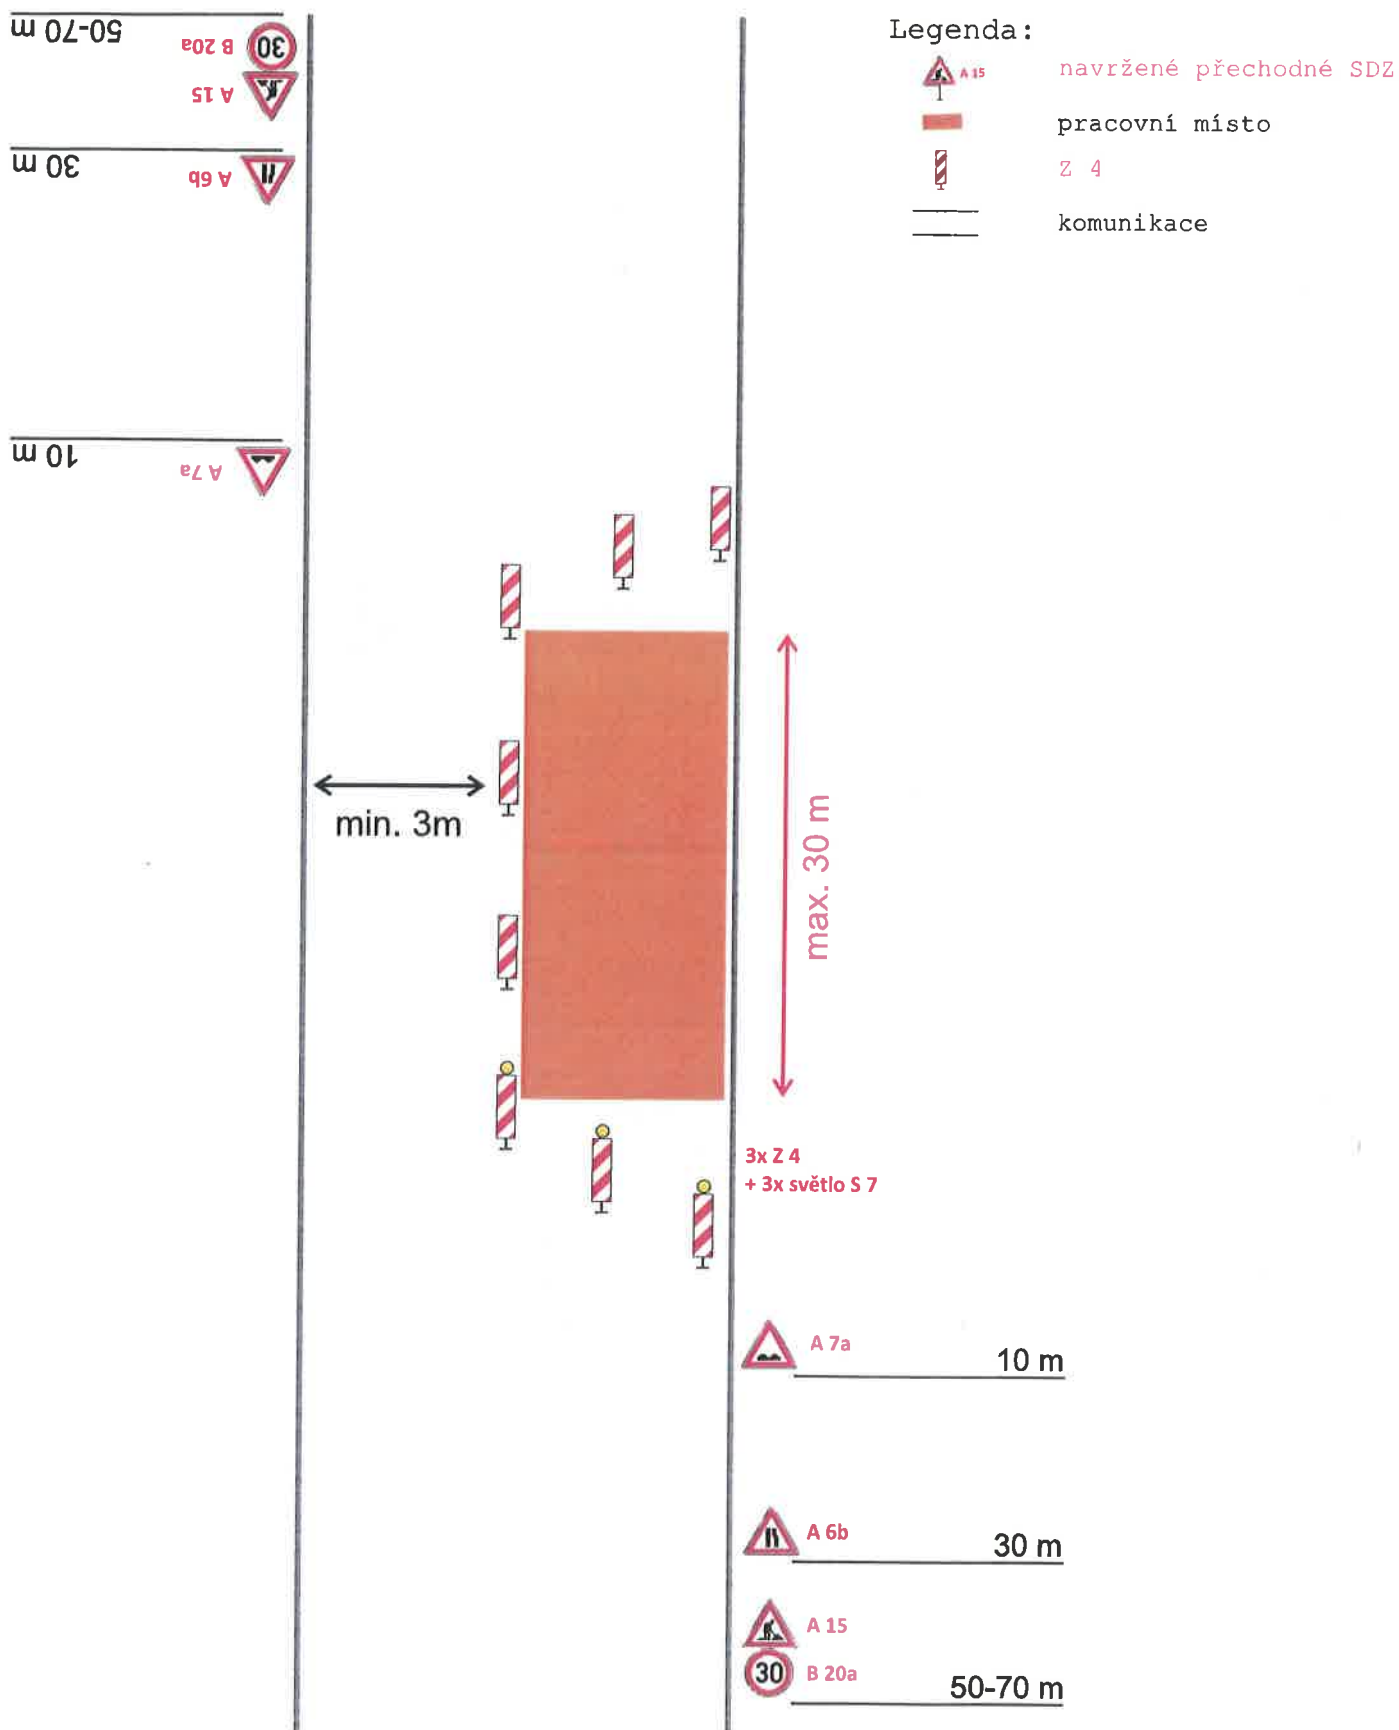 50-70 m
B 20a
30
A 15
30 m
A 6b
10 m
A 7a
Legenda:
A 15
navržené přechodné SDZ
pracovní místo
Z 4
komunikace
min. 3m
max. 30 m
3x Z 4
+ 3x světlo S 7
A 7a
10 m
A 6b
30 m
A 15
30
B 20a
50-70 m